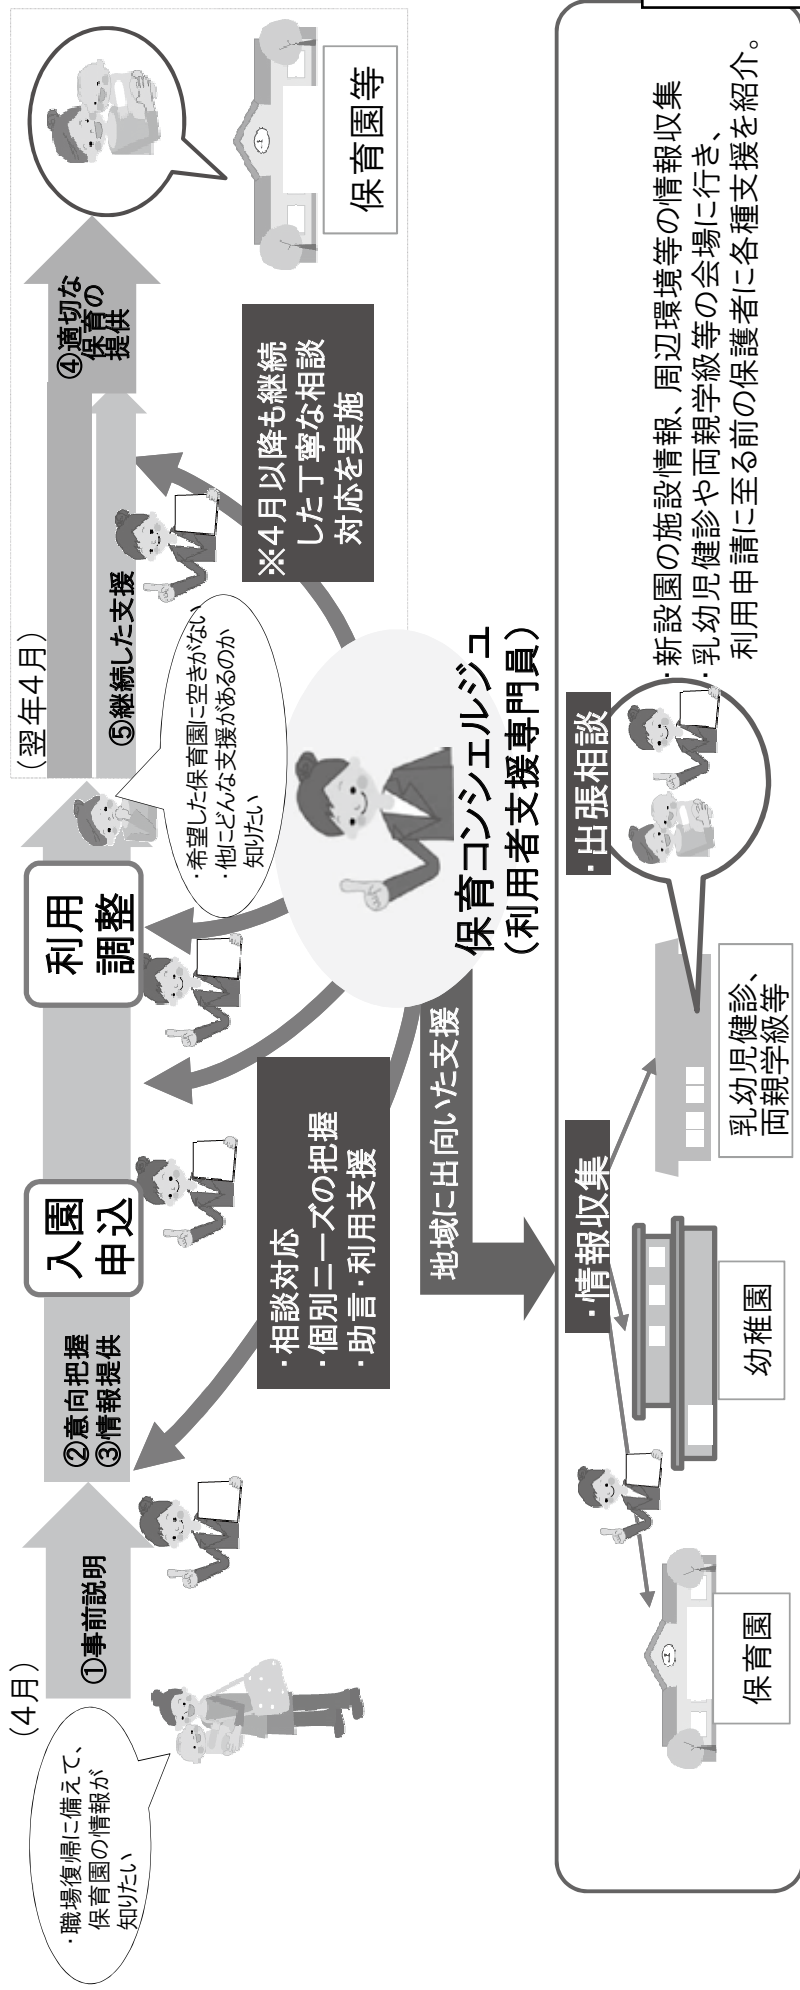 (4月)
(翌年4月)
・職場復帰に備えて、
保育園の情報が
知りたい
①事前説明
②意向把握
③情報提供
入園
申込
利用
調整
⑤継続した支援
④適切な
保育の
提供
保育園等
・希望した保育園に空きがない
・他にどんな支援があるのか
知りたい
※4月以降も継続
した丁寧な相談
対応を実施
・相談対応
・個別ニーズの把握
・助言・利用支援
保育コンシェルジュ
(利用者支援専門員)
地域に出向いた支援
・情報収集
・出張相談
保育園
幼稚園
乳幼児健診、
両親学級等
・新設園の施設情報、周辺環境等の情報収集
・乳幼児健診や両親学級等の会場に行き、
利用申請に至る前の保護者に各種支援を紹介。